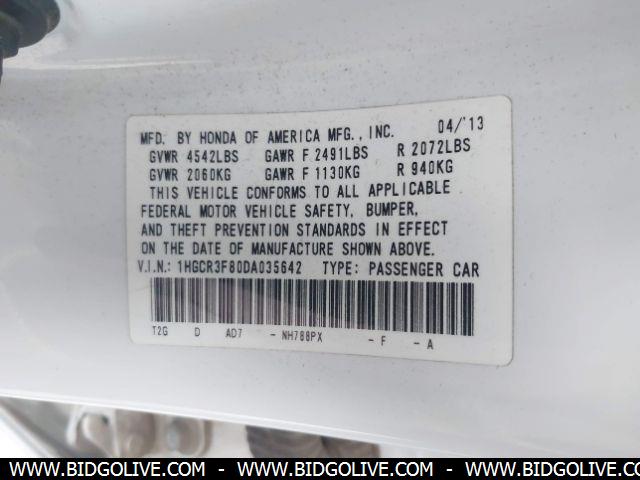 MFD. BY HONDA OF AMERICA MFG., INC. 04/'13
GVWR 4542LBS GAWR F 2491LBS R 2072LBS
GVWR 2060KG GAWR F 1130KG R 940KG
THIS VEHICLE CONFORMS TO ALL APPLICABLE
FEDERAL MOTOR VEHICLE SAFETY, BUMPER,
AND THEFT PREVENTION STANDARDS IN EFFECT
ON THE DATE OF MANUFACTURE SHOWN ABOVE.
V.I.N.: 1HGCR3F80DA035642 TYPE: PASSENGER CAR
T2G D AD7 - NH788PX - F - A
WWW.BIDGOLIVE.COM - WWW.BIDGOLIVE.COM - WWW.BIDGOLIVE.COM